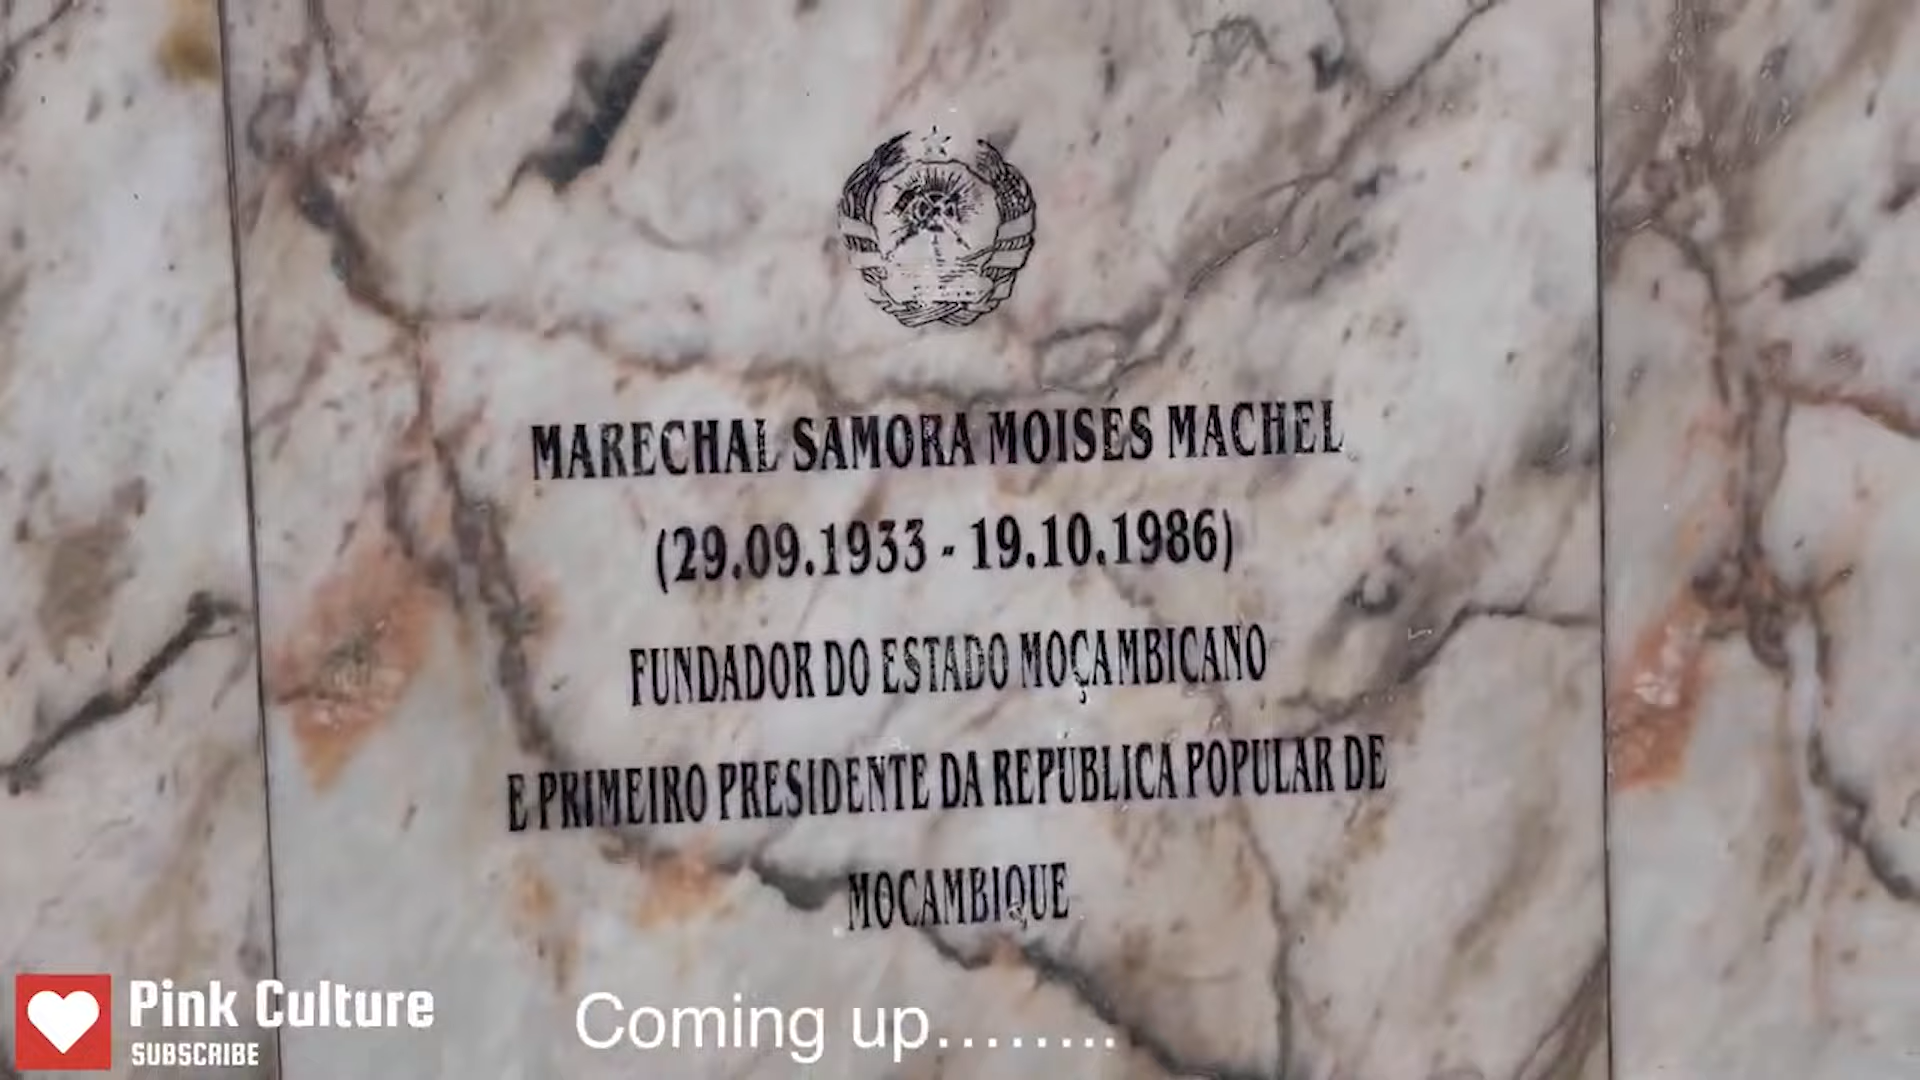 MARECHAL SAMORA MOISES MACHEL
(29.09.1933 - 19.10.1986)
FUNDADOR DO ESTADO MOÇAMBICANO
E PRIMEIRO PRESIDENTE DA REPÚBLICA POPULAR DE
MOÇAMBIQUE
Pink Culture
SUBSCRIBE
Coming up........